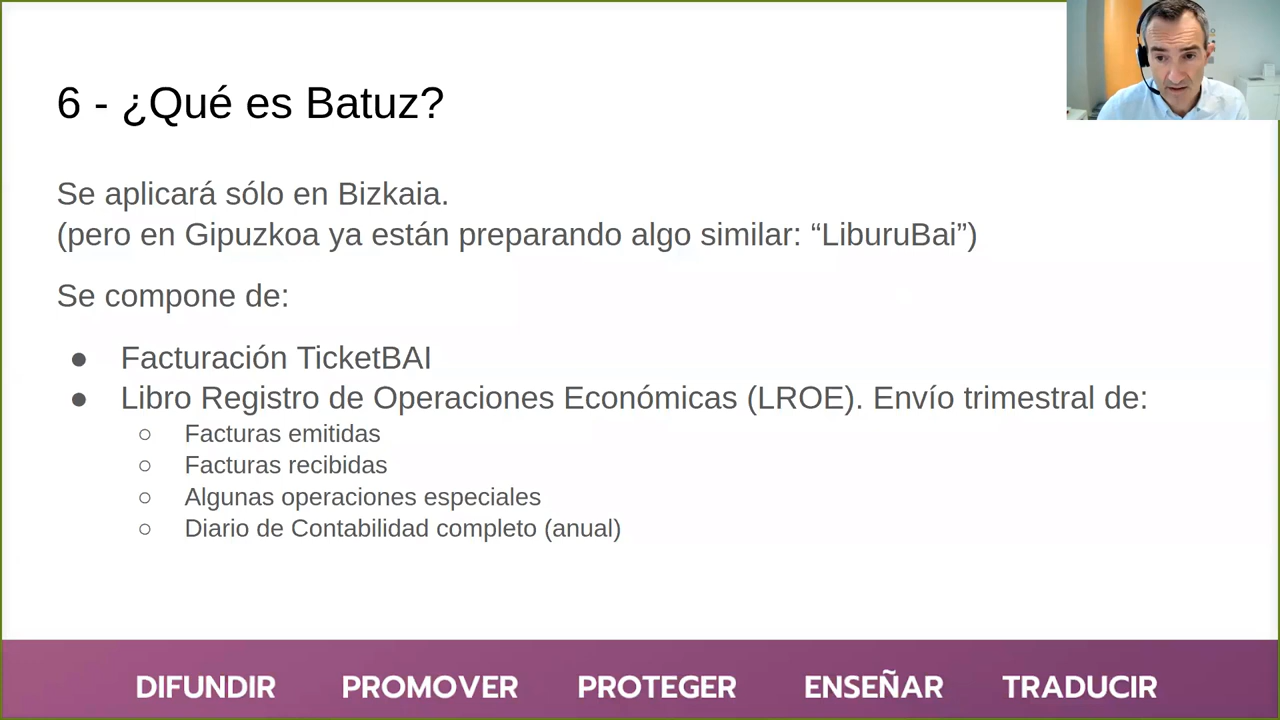 6 - ¿Qué es Batuz?
Se aplicará sólo en Bizkaia.
(pero en Gipuzkoa ya están preparando algo similar: “LiburuBai”)
Se compone de:
● Facturación TicketBAI
● Libro Registro de Operaciones Económicas (LROE). Envío trimestral de:
○ Facturas emitidas
○ Facturas recibidas
○ Algunas operaciones especiales
○ Diario de Contabilidad completo (anual)
DIFUNDIR PROMOVER PROTEGER ENSEÑAR TRADUCIR